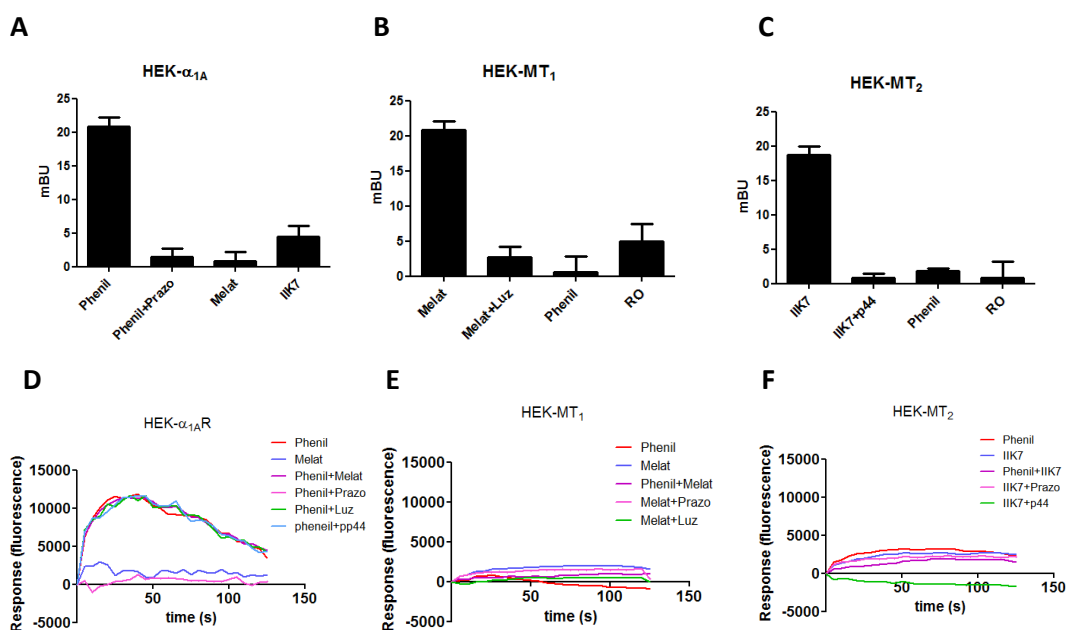 A
HEK-α1A
mBU
25
20
15
10
5
0
Phenil
Phenil+Prazo
Melat
IIK7
B
HEK-MT1
mBU
25
20
15
10
5
0
Melat
Melat+Luz
Phenil
RO
C
HEK-MT2
mBU
25
20
15
10
5
0
IIK7
IIK7+p44
Phenil
RO
D
HEK-α1AR
Response (fluorescence)
15000
10000
5000
0
-5000
50
100
150
time (s)
Phenil
Melat
Phenil+Melat
Phenil+Prazo
Phenil+Luz
pheneil+pp44
E
HEK-MT1
Response (fluorescence)
15000
10000
5000
0
-5000
50
100
150
time (s)
Phenil
Melat
Phenil+Melat
Melat+Prazo
Melat+Luz
F
HEK-MT2
Response (fluorescence)
15000
10000
5000
0
-5000
50
100
150
time (s)
Phenil
IIK7
Phenil+IIK7
IIK7+Prazo
IIK7+p44